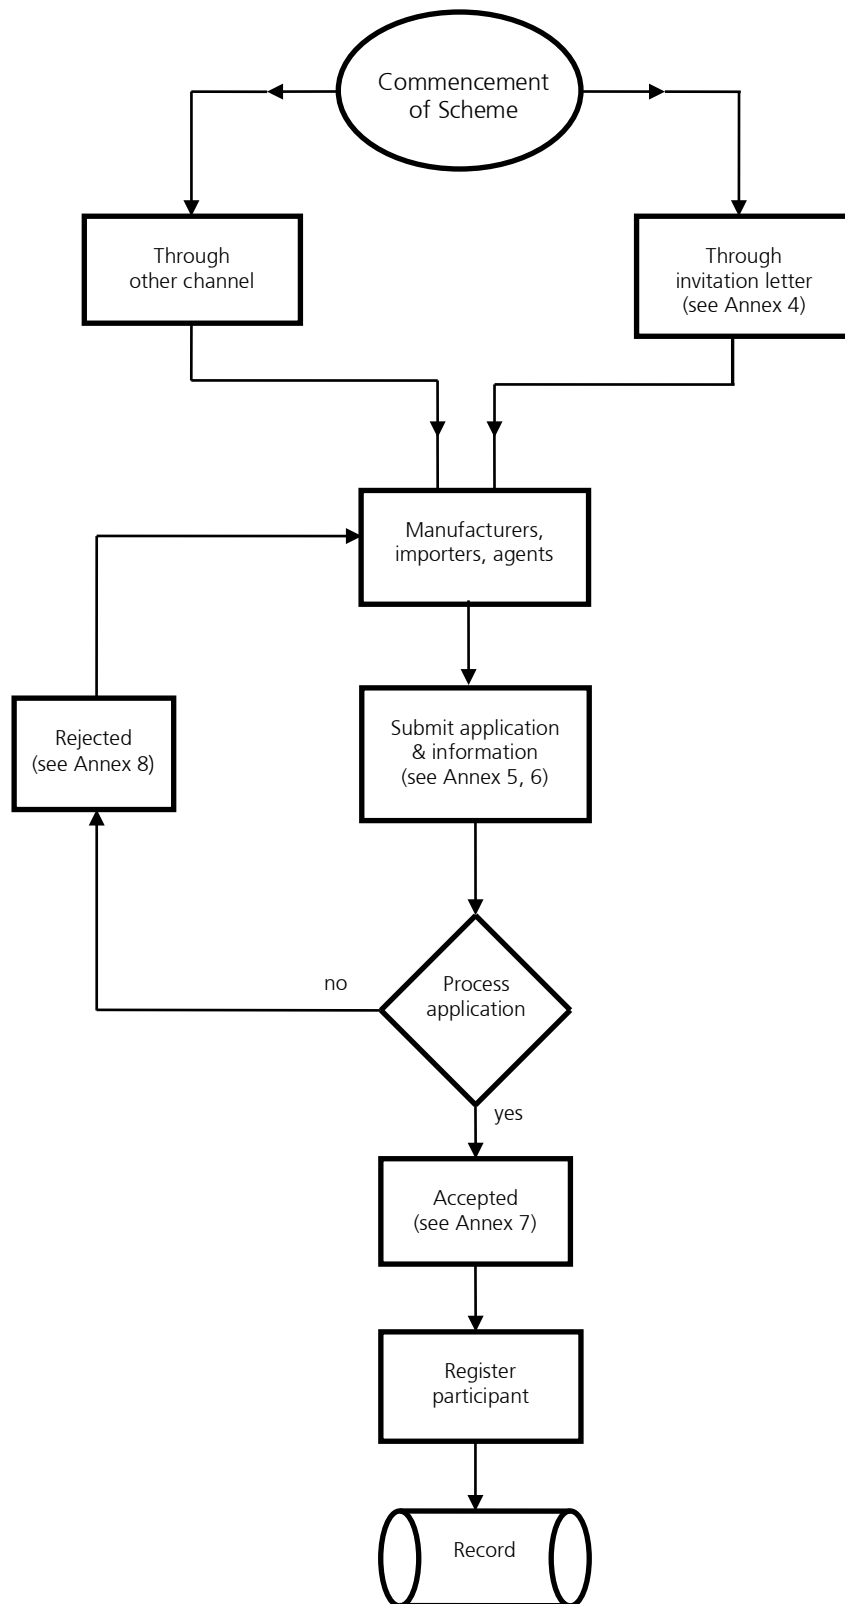 Commencement
of Scheme
Through
other channel
Through
invitation letter
(see Annex 4)
Manufacturers,
importers, agents
Rejected
(see Annex 8)
Submit application
& information
(see Annex 5, 6)
no
Process
application
yes
Accepted
(see Annex 7)
Register
participant
Record